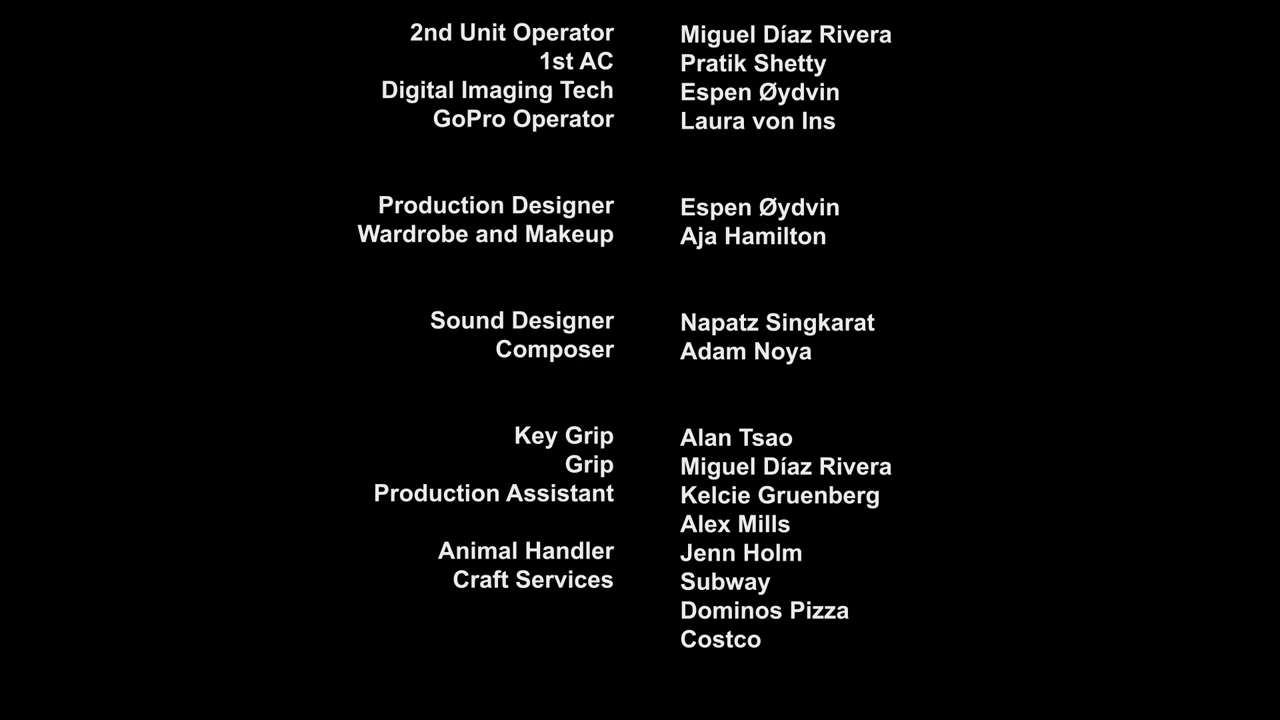 2nd Unit Operator Miguel Díaz Rivera
1st AC Pratik Shetty
Digital Imaging Tech Espen Øydvin
GoPro Operator Laura von Ins
Production Designer Espen Øydvin
Wardrobe and Makeup Aja Hamilton
Sound Designer Napatz Singkarat
Composer Adam Noya
Key Grip Alan Tsao
Grip Miguel Díaz Rivera
Production Assistant Kelcie Gruenberg
Alex Mills
Animal Handler Jenn Holm
Craft Services Subway
Dominos Pizza
Costco